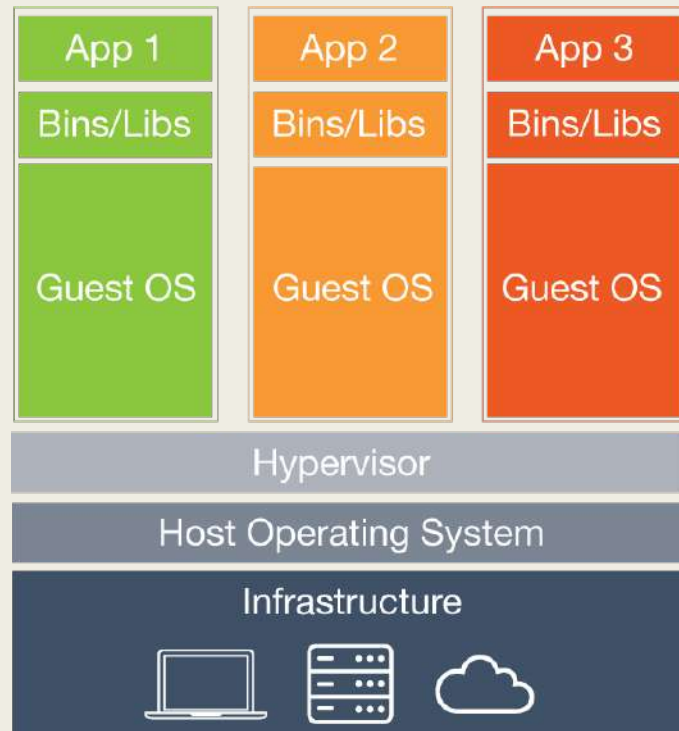 App 1
App 2
App 3
Bins/Libs
Bins/Libs
Bins/Libs
Guest OS
Guest OS
Guest OS
Hypervisor
Host Operating System
Infrastructure